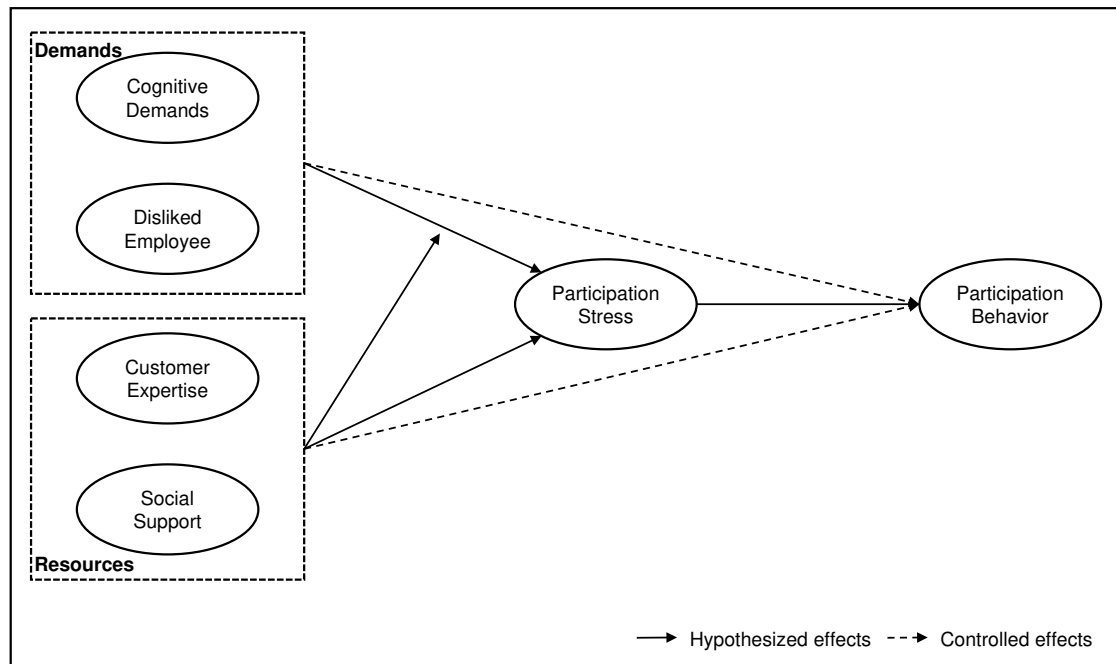 Demands
Cognitive
Demands
Disliked
Employee
Customer
Expertise
Social
Support
Resources
Participation
Stress
Participation
Behavior
Hypothesized effects
Controlled effects